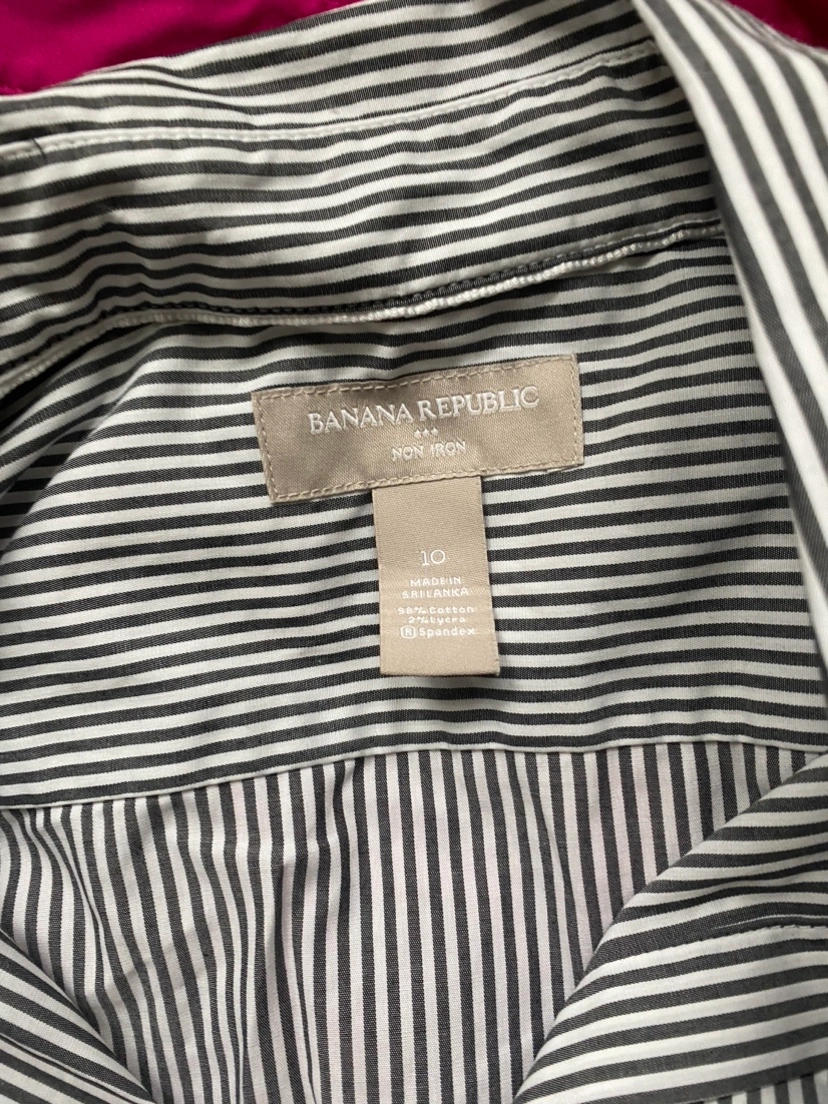 BANANA REPUBLIC
NON IRON
10
MADE IN
SRI LANKA
98% Cotton
2% Lycra
® Spandex